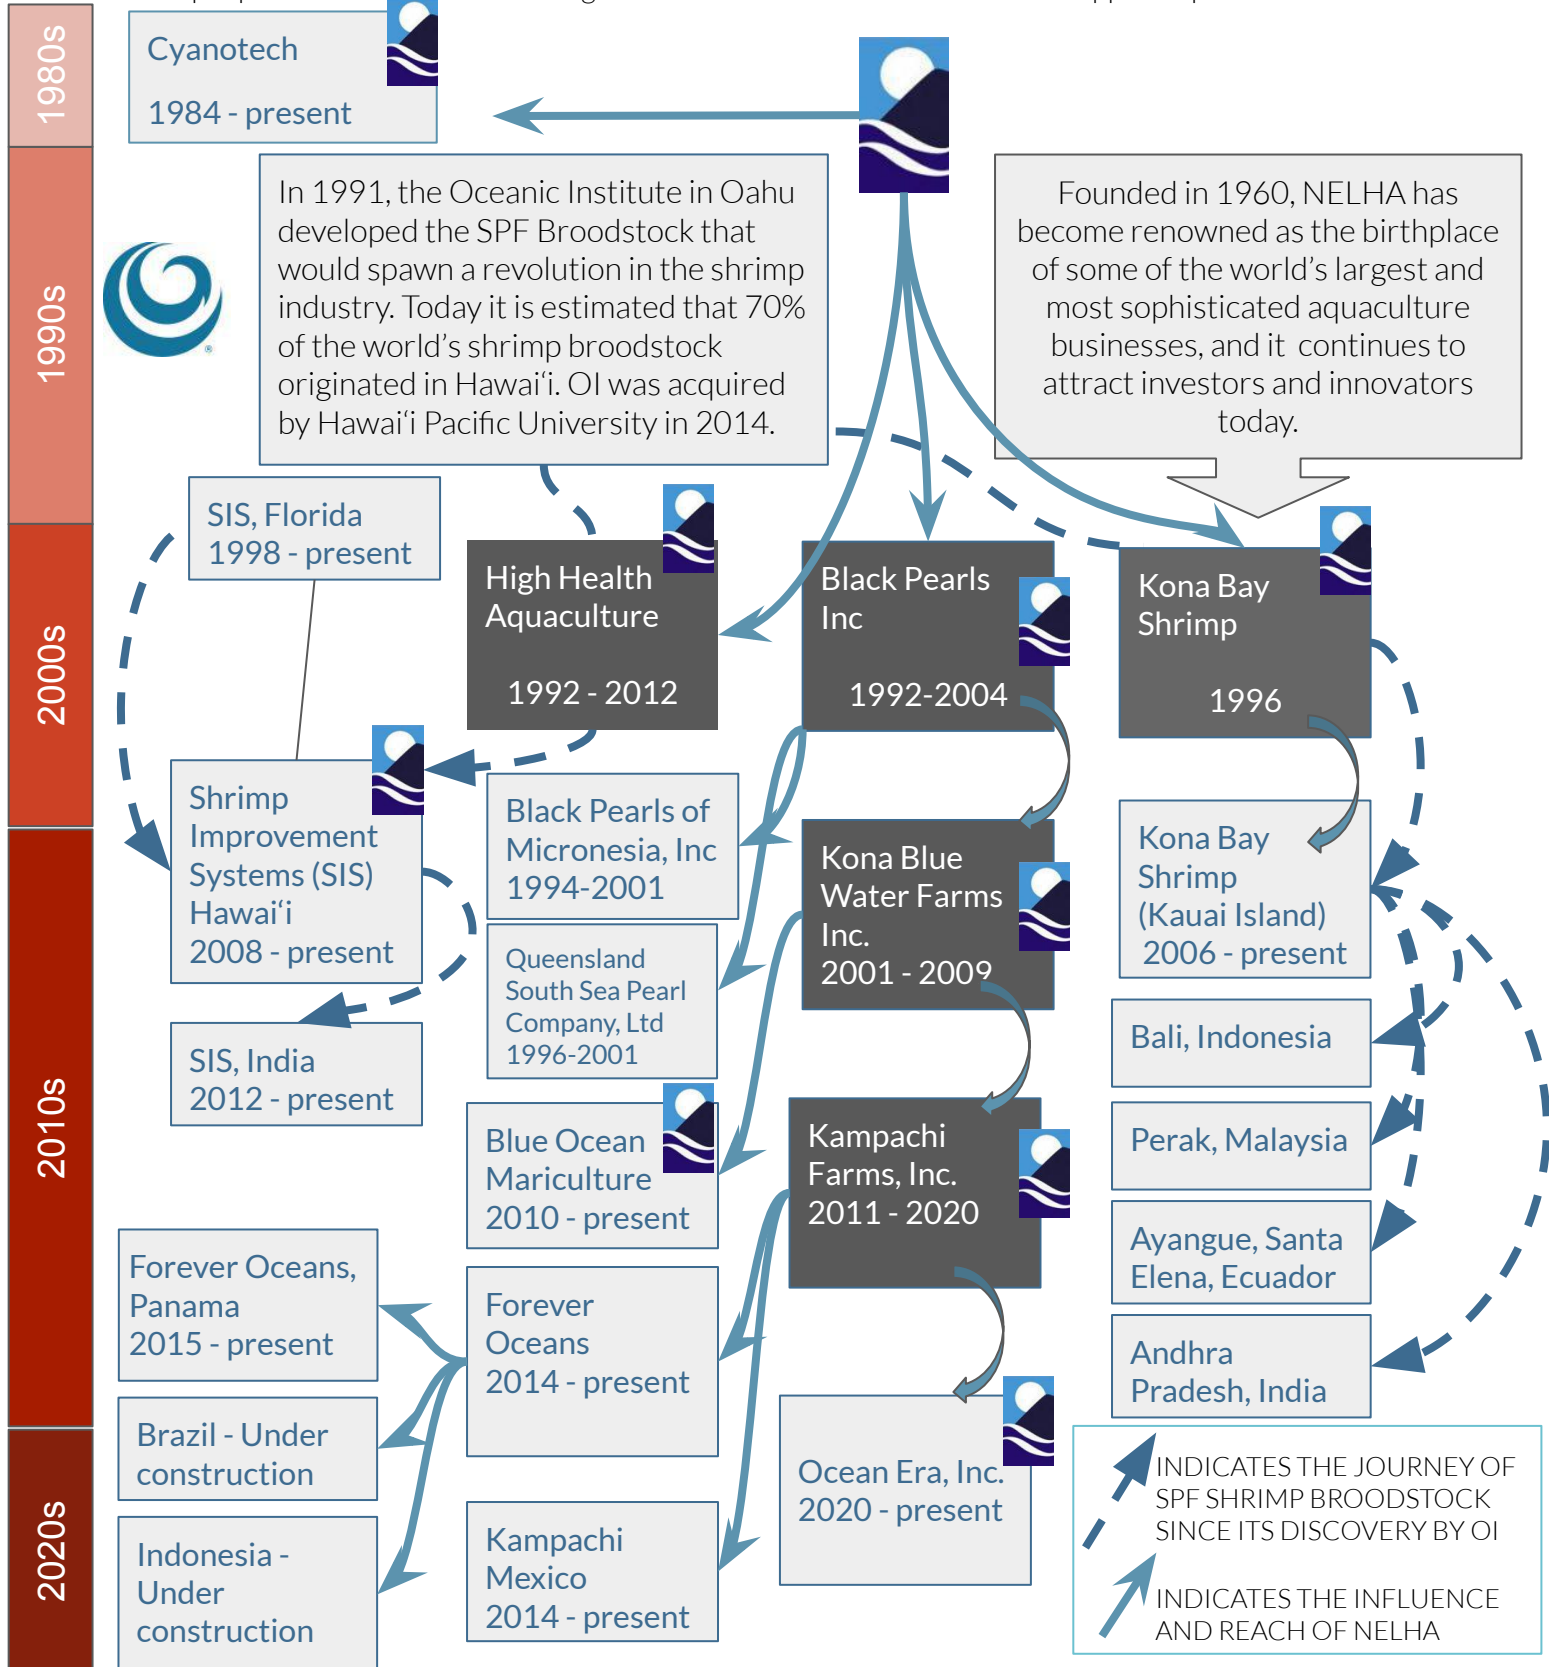 1980s
Cyanotech
1984 - present
1990s
In 1991, the Oceanic Institute in Oahu
developed the SPF Broodstock that
would spawn a revolution in the shrimp
industry. Today it is estimated that 70%
of the world's shrimp broodstock
originated in Hawai‘i. OI was acquired
by Hawai‘i Pacific University in 2014.
Founded in 1960, NELHA has
become renowned as the birthplace
of some of the world's largest and
most sophisticated aquaculture
businesses, and it continues to
attract investors and innovators
today.
SIS, Florida
1998 - present
2000s
High Health
Aquaculture
1992 - 2012
Black Pearls
Inc
1992-2004
Kona Bay
Shrimp
1996
Shrimp
Improvement
Systems (SIS)
Hawai‘i
2008 - present
Black Pearls of
Micronesia, Inc
1994-2001
Kona Blue
Water Farms
Inc.
2001 - 2009
Kona Bay
Shrimp
(Kauai Island)
2006 - present
Queensland
South Sea Pearl
Company, Ltd
1996-2001
2010s
SIS, India
2012 - present
Bali, Indonesia
Blue Ocean
Mariculture
2010 - present
Kampachi
Farms, Inc.
2011 - 2020
Perak, Malaysia
Ayangue, Santa
Elena, Ecuador
Forever Oceans,
Panama
2015 - present
Forever
Oceans
2014 - present
Andhra
Pradesh, India
Brazil - Under
construction
2020s
Indonesia -
Under
construction
Kampachi
Mexico
2014 - present
Ocean Era, Inc.
2020 - present
INDICATES THE JOURNEY OF
SPF SHRIMP BROODSTOCK
SINCE ITS DISCOVERY BY OI
INDICATES THE INFLUENCE
AND REACH OF NELHA